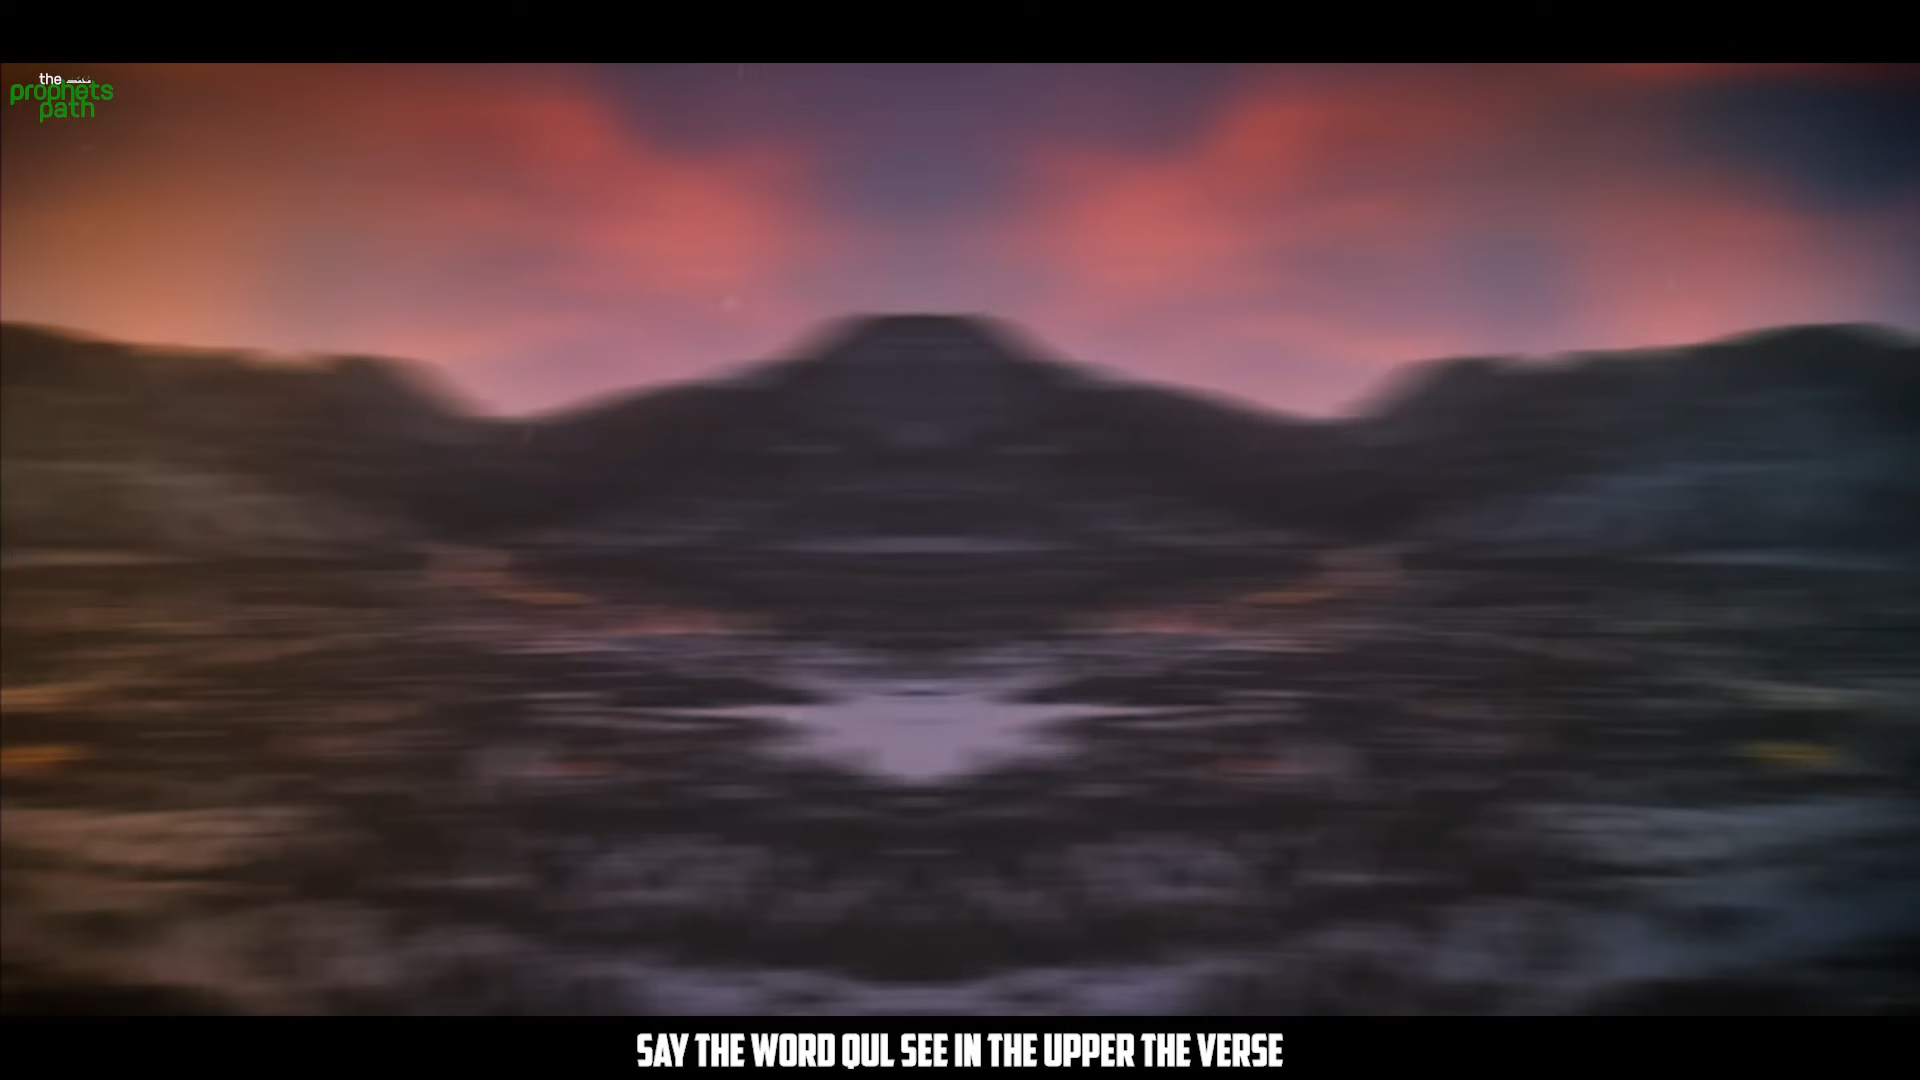 the
prophets
path
SAY THE WORD QUL SEE IN THE UPPER THE VERSE